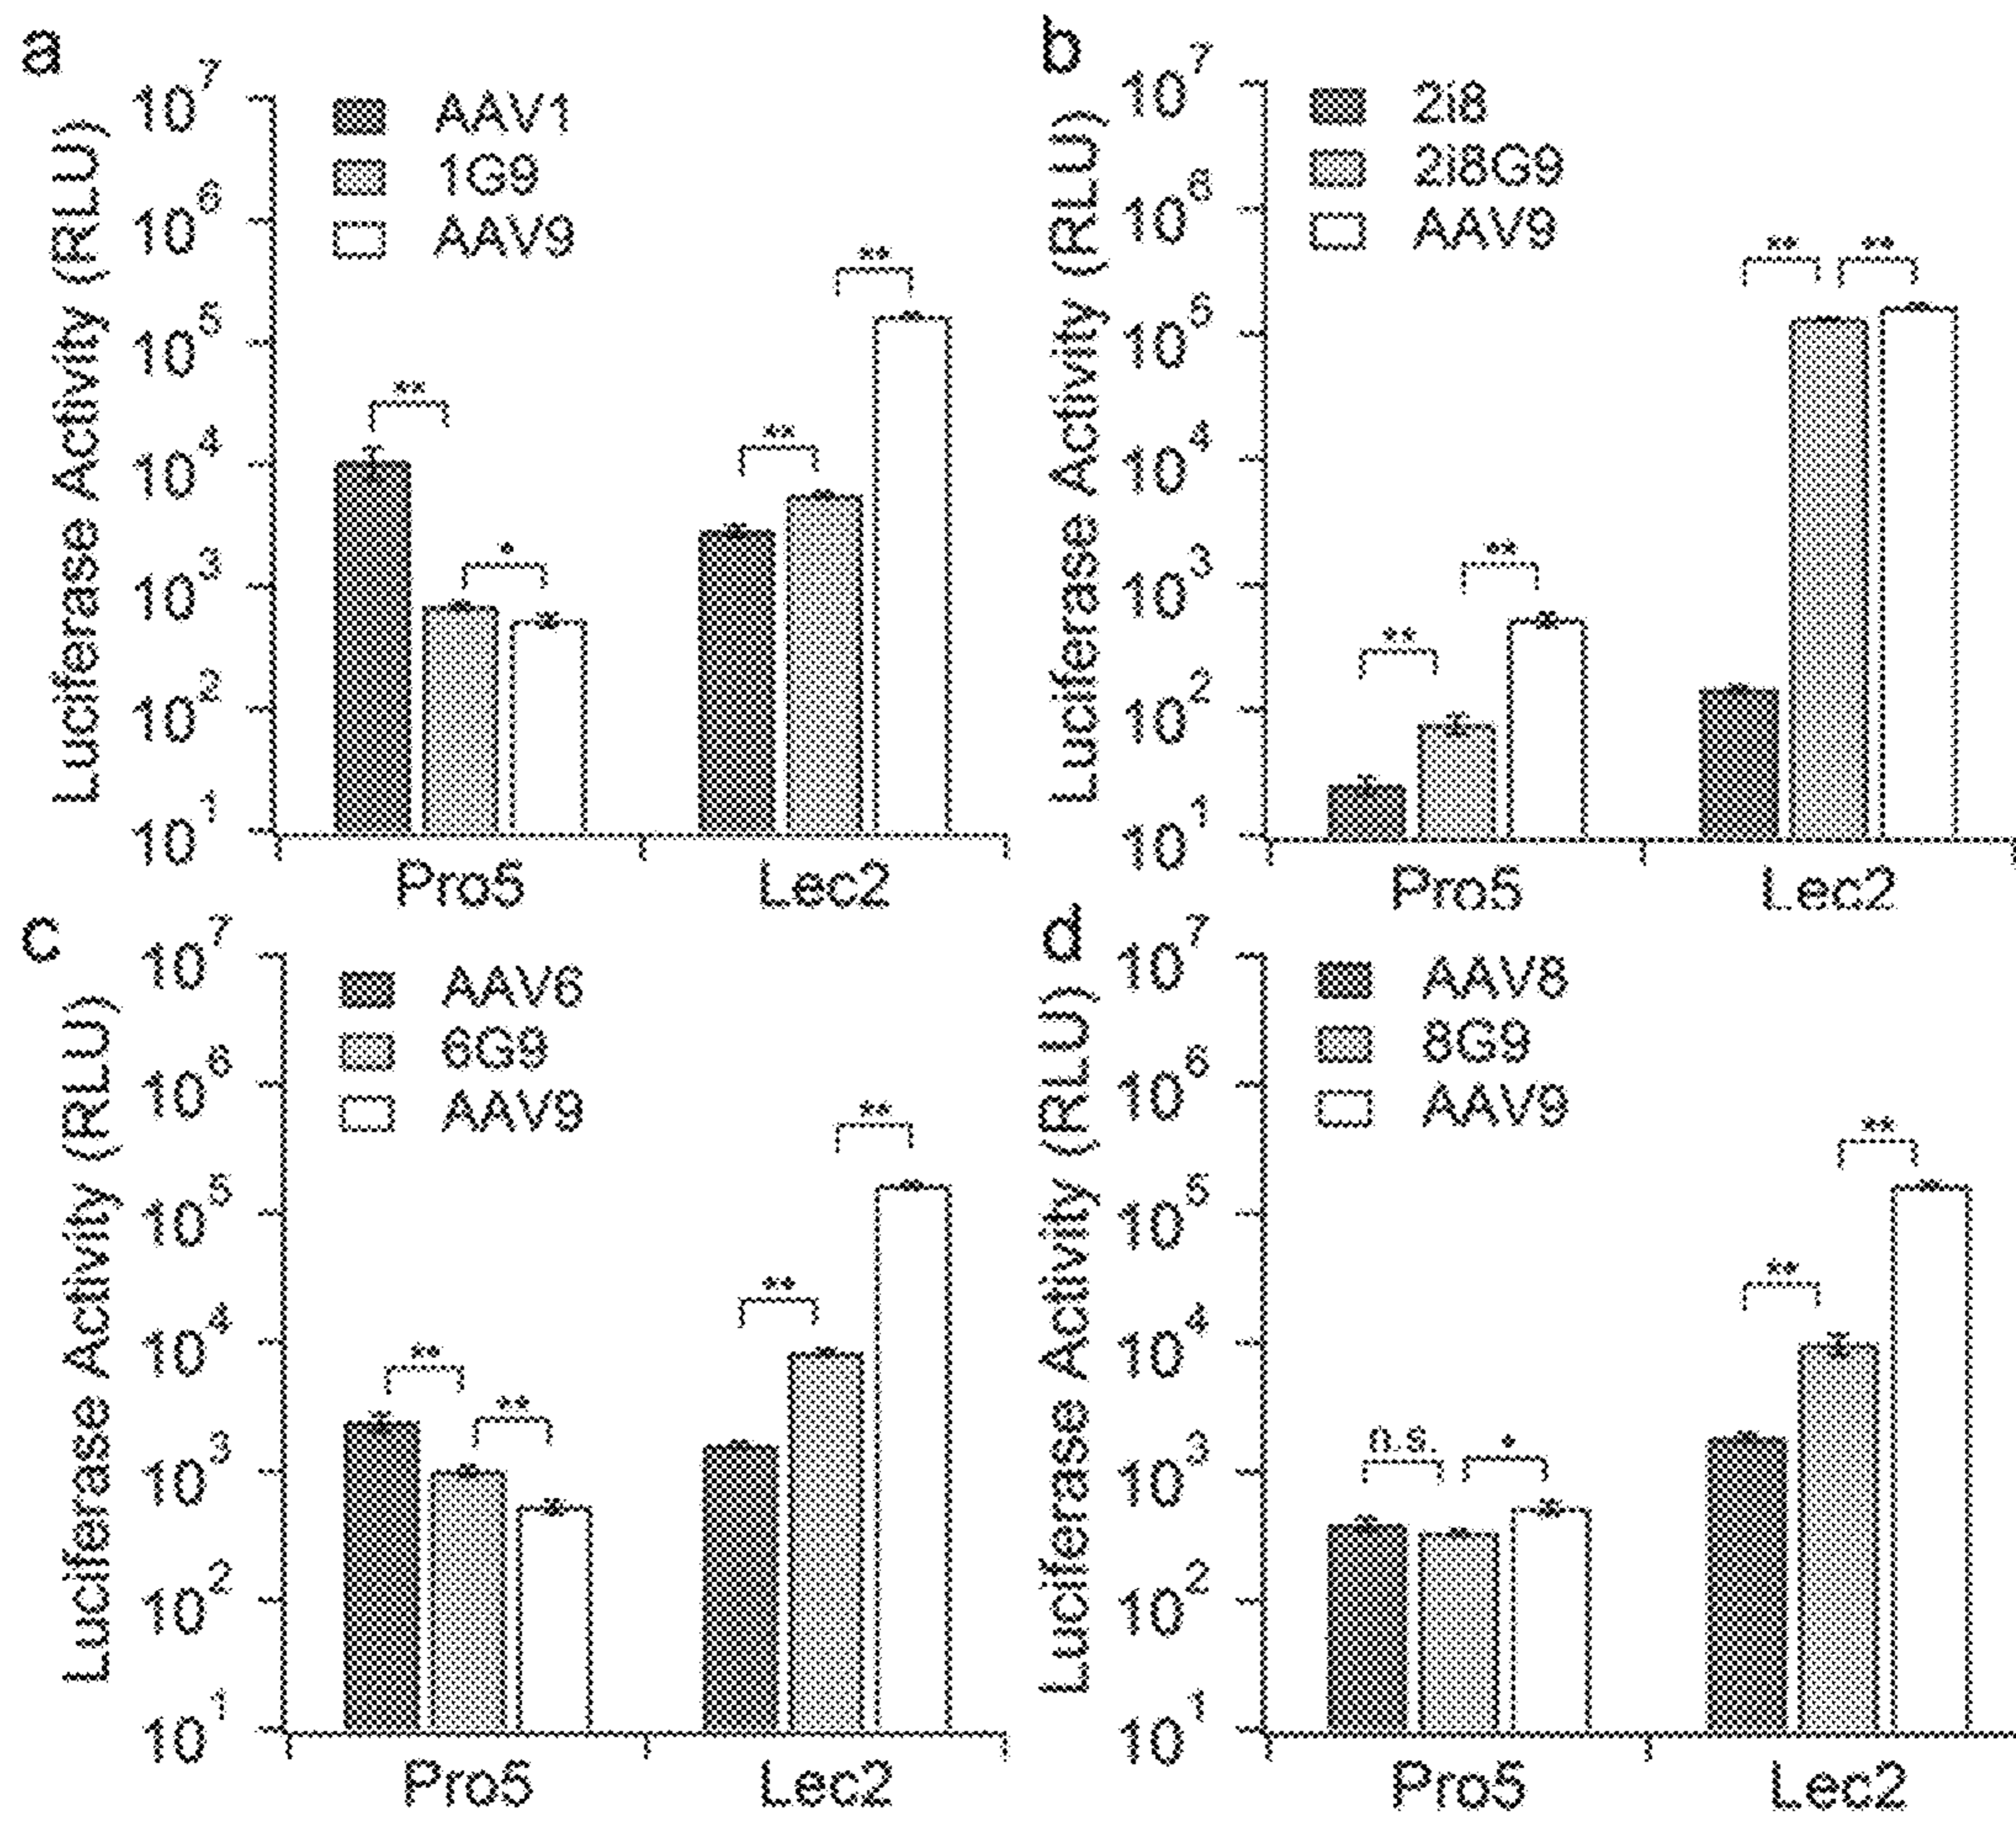 a
Luciferase Activity (RLU)
10^7
10^6
10^5
10^4
10^3
10^2
10^1
AAV1
1G9
AAV9
**
*
**
**
Pro5
Lec2
b
Luciferase Activity (RLU)
10^7
10^6
10^5
10^4
10^3
10^2
10^1
2i8
2i8G9
AAV9
**
**
**
**
Pro5
Lec2
c
Luciferase Activity (RLU)
10^7
10^6
10^5
10^4
10^3
10^2
10^1
AAV6
6G9
AAV9
**
**
**
**
Pro5
Lec2
d
Luciferase Activity (RLU)
10^7
10^6
10^5
10^4
10^3
10^2
10^1
AAV8
8G9
AAV9
n.s.
*
**
**
Pro5
Lec2